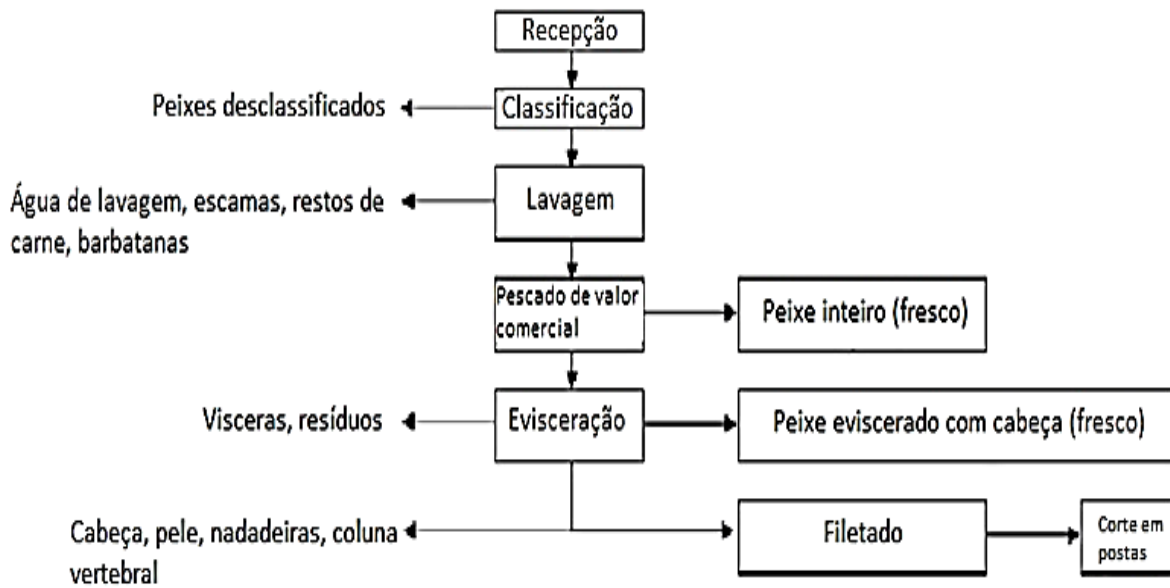 Recepção
Peixes desclassificados
Classificação
Água de lavagem, escamas, restos de
carne, barbatanas
Lavagem
Pescado de valor
comercial
Peixe inteiro (fresco)
Visceras, resíduos
Evisceração
Peixe eviscerado com cabeça (fresco)
Cabeça, pele, nadadeiras, coluna
vertebral
Filetado
Corte em
postas